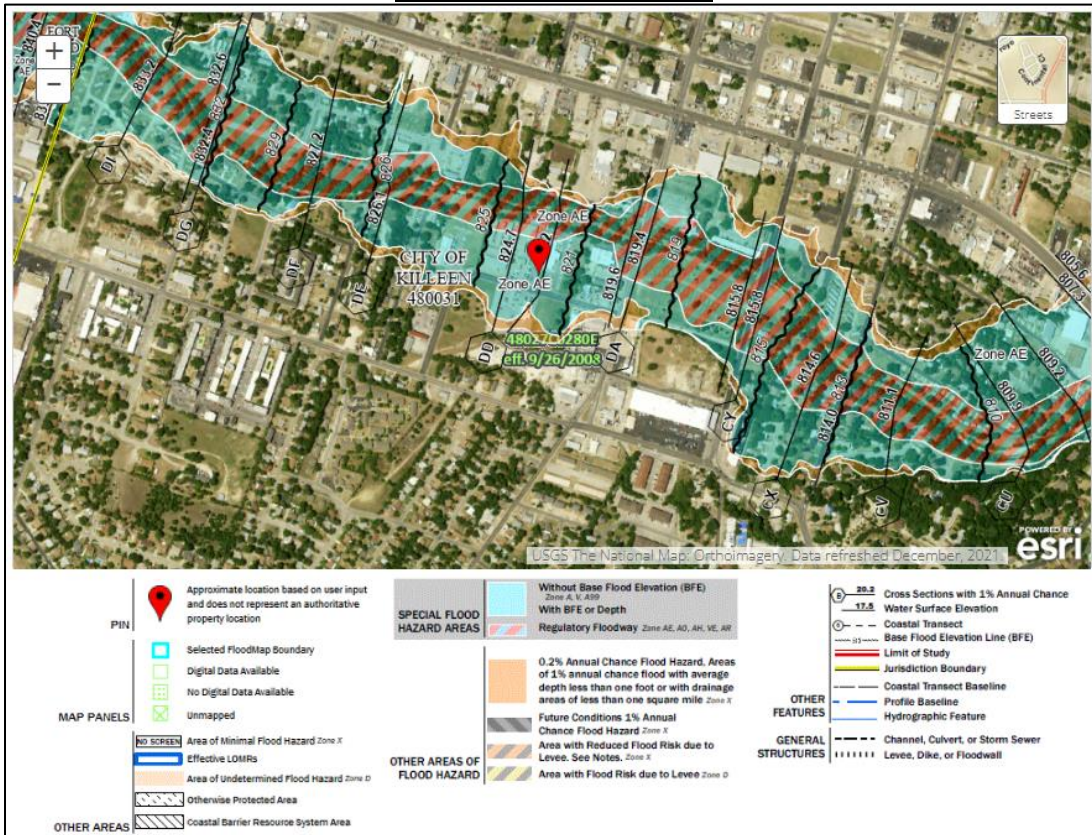 840.4
FORT
Zone
AE
+
−
833.2
832.6
832
832.4
829
827.2
826
826.1
825
824.7
821
819.6
819.4
815.8
815.8
815
814.6
813
814.0
811.1
810
809.9
809.2
805.2
Zone AE
Zone AE
Zone AE
CITY OF
KILLEEN
480031
eff. 9/26/2008
DI
DG
DF
DE
DD
DA
CY
CX
CV
CU
Streets
USGS The National Map: Orthoimagery. Data refreshed December, 2021
POWERED BY
esri
PIN
Approximate location based on user input
and does not represent an authoritative
property location
MAP PANELS
Selected FloodMap Boundary
Digital Data Available
No Digital Data Available
Unmapped
OTHER AREAS
NO SCREEN Area of Minimal Flood Hazard Zone X
Effective LOMRs
Area of Undetermined Flood Hazard Zone D
Otherwise Protected Area
Coastal Barrier Resource System Area
SPECIAL FLOOD
HAZARD AREAS
Without Base Flood Elevation (BFE)
Zone A, V, A99
With BFE or Depth
Regulatory Floodway Zone AE, AO, AH, VE, AR
OTHER AREAS OF
FLOOD HAZARD
0.2% Annual Chance Flood Hazard, Areas
of 1% annual chance flood with average
depth less than one foot or with drainage
areas of less than one square mile Zone X
Future Conditions 1% Annual
Chance Flood Hazard Zone X
Area with Reduced Flood Risk due to
Levee. See Notes. Zone X
Area with Flood Risk due to Levee Zone D
OTHER
FEATURES
B 20.2 Cross Sections with 1% Annual Chance
17.5 Water Surface Elevation
Coastal Transect
Base Flood Elevation Line (BFE)
Limit of Study
Jurisdiction Boundary
Coastal Transect Baseline
Profile Baseline
Hydrographic Feature
GENERAL
STRUCTURES
Channel, Culvert, or Storm Sewer
Levee, Dike, or Floodwall